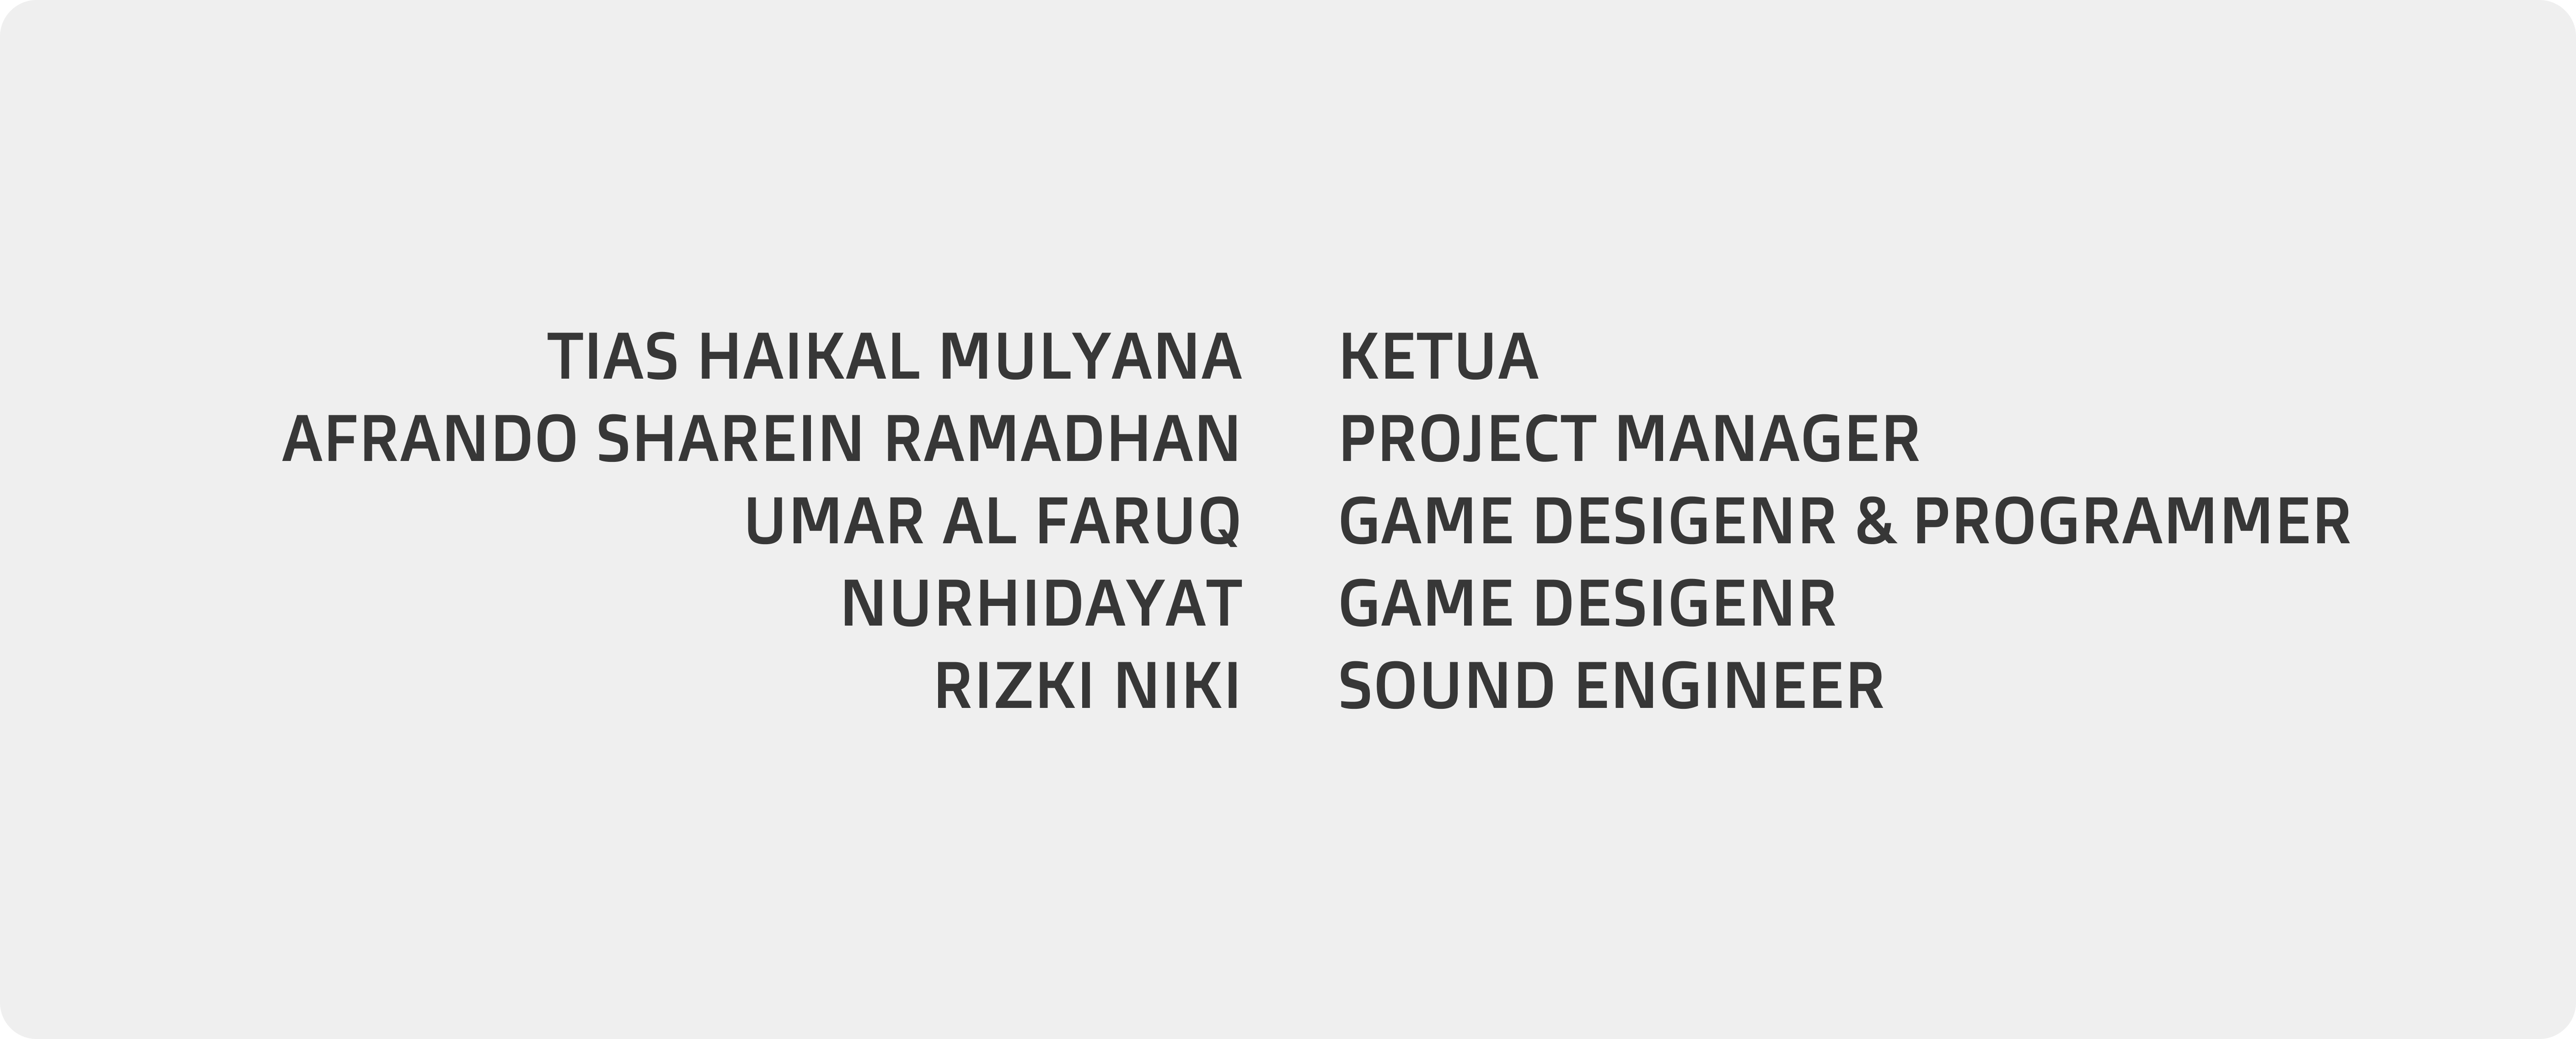 TIAS HAIKAL MULYANA KETUA
AFRANDO SHAREIN RAMADHAN PROJECT MANAGER
UMAR AL FARUQ GAME DESIGENR & PROGRAMMER
NURHIDAYAT GAME DESIGENR
RIZKI NIKI SOUND ENGINEER